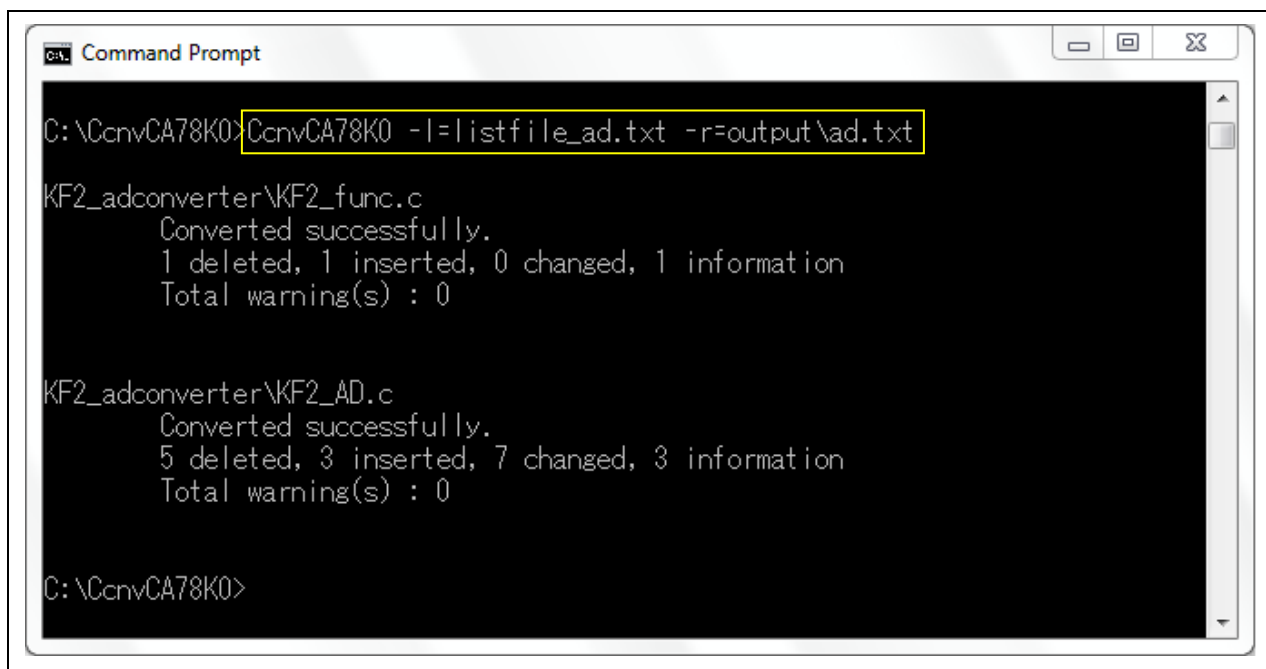 Command Prompt
C:\CcnvCA78K0>CcnvCA78K0 -l=listfile_ad.txt -r=output\ad.txt
KF2_adconverter\KF2_func.c
Converted successfully.
1 deleted, 1 inserted, 0 changed, 1 information
Total warning(s) : 0
KF2_adconverter\KF2_AD.c
Converted successfully.
5 deleted, 3 inserted, 7 changed, 3 information
Total warning(s) : 0
C:\CcnvCA78K0>